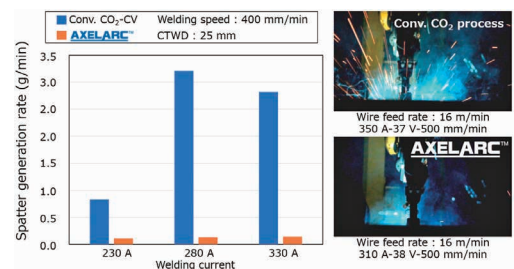 Conv. CO₂-CV Welding speed : 400 mm/min
AXELARC™ CTWD : 25 mm
Spatter generation rate (g/min)
3.5
3.0
2.5
2.0
1.5
1.0
0.5
0.0
230 A 280 A 330 A
Welding current
Conv. CO₂ process
Wire feed rate : 16 m/min
350 A-37 V-500 mm/min
AXELARC™
Wire feed rate : 16 m/min
310 A-38 V-500 mm/min